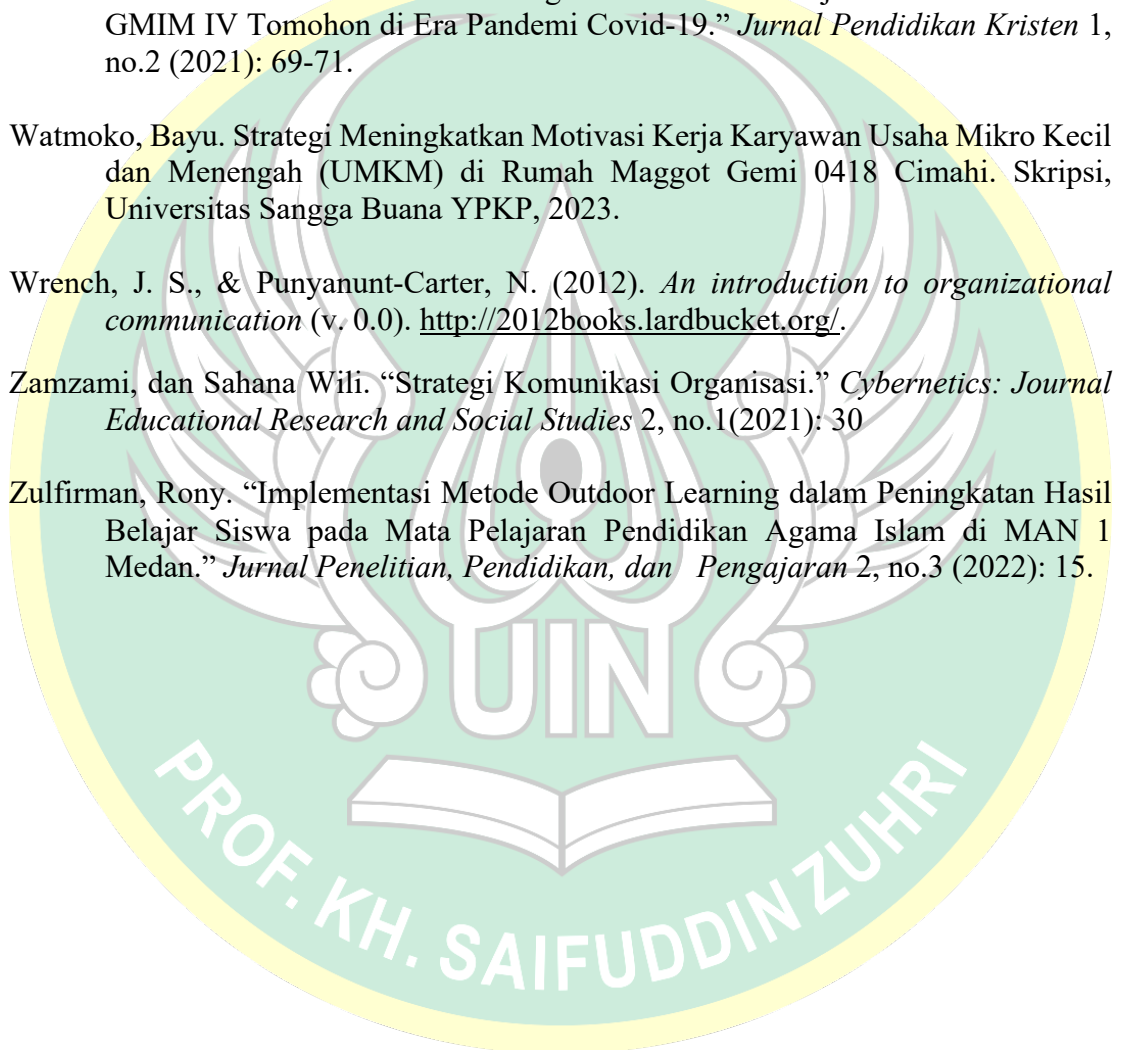 GMIM IV Tomohon di Era Pandemi Covid-19.” Jurnal Pendidikan Kristen 1,
no.2 (2021): 69-71.
Watmoko, Bayu. Strategi Meningkatkan Motivasi Kerja Karyawan Usaha Mikro Kecil
dan Menengah (UMKM) di Rumah Maggot Gemi 0418 Cimahi. Skripsi,
Universitas Sangga Buana YPKP, 2023.
Wrench, J. S., & Punyanunt-Carter, N. (2012). An introduction to organizational
communication (v. 0.0). http://2012books.lardbucket.org/.
Zamzami, dan Sahana Wili. “Strategi Komunikasi Organisasi.” Cybernetics: Journal
Educational Research and Social Studies 2, no.1(2021): 30
Zulfirman, Rony. “Implementasi Metode Outdoor Learning dalam Peningkatan Hasil
Belajar Siswa pada Mata Pelajaran Pendidikan Agama Islam di MAN 1
Medan.” Jurnal Penelitian, Pendidikan, dan Pengajaran 2, no.3 (2022): 15.
UIN
PROF. KH. SAIFUDDIN ZUHRI